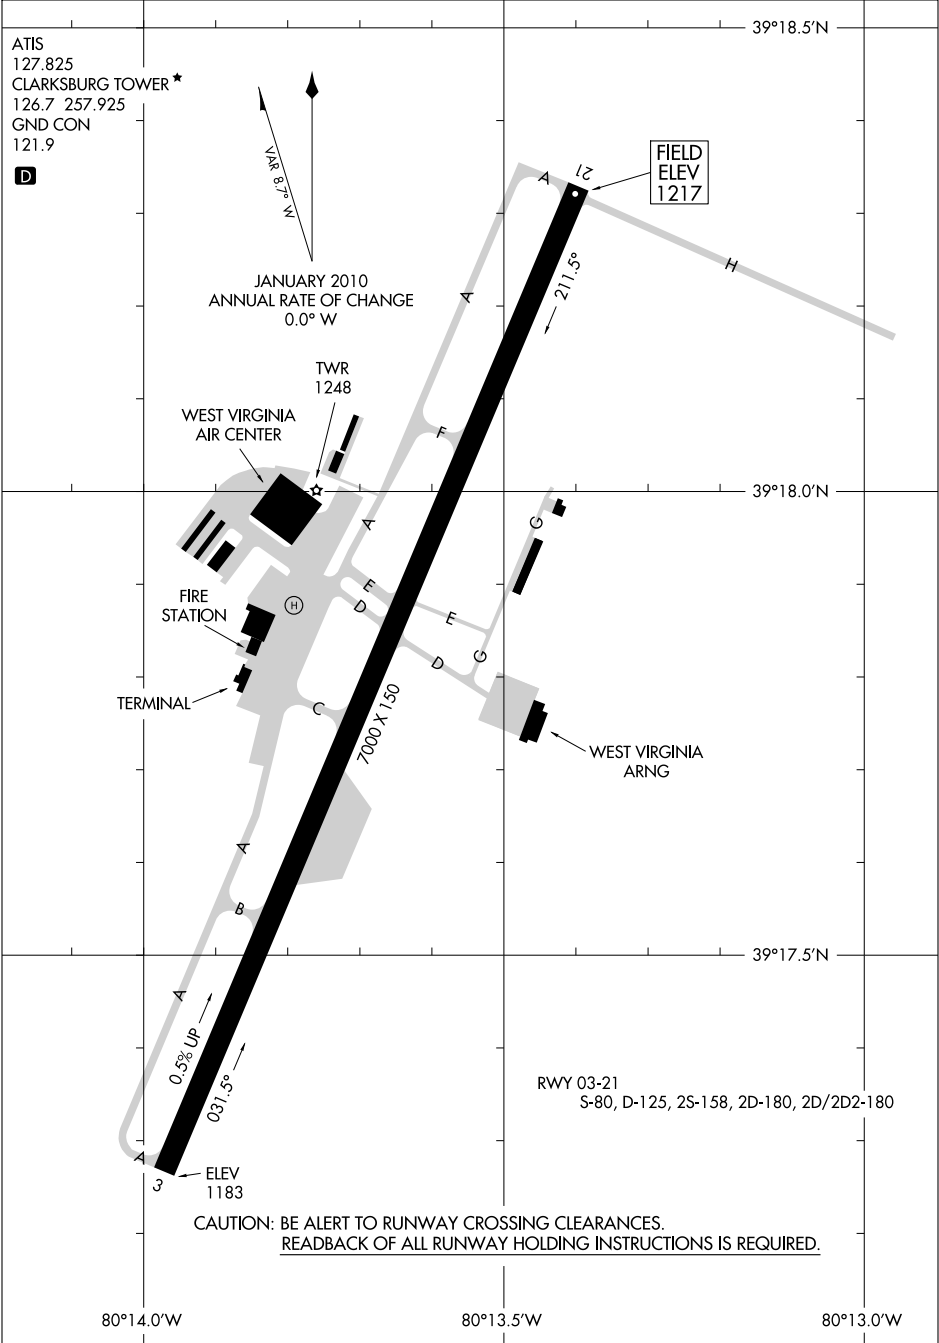 39°18.5'N
ATIS
127.825
CLARKSBURG TOWER★
126.7 257.925
GND CON
121.9
D
VAR 8.7° W
JANUARY 2010
ANNUAL RATE OF CHANGE
0.0° W
FIELD
ELEV
1217
21
A
H
211.5°
A
TWR
1248
WEST VIRGINIA
AIR CENTER
F
39°18.0'N
A
G
E
D
FIRE
STATION
H
E
G
D
TERMINAL
C
7000 X 150
WEST VIRGINIA
ARNG
A
B
39°17.5'N
A
0.5% UP
031.5°
RWY 03-21
S-80, D-125, 2S-158, 2D-180, 2D/2D2-180
A
3
ELEV
1183
CAUTION: BE ALERT TO RUNWAY CROSSING CLEARANCES.
READBACK OF ALL RUNWAY HOLDING INSTRUCTIONS IS REQUIRED.
80°14.0'W
80°13.5'W
80°13.0'W